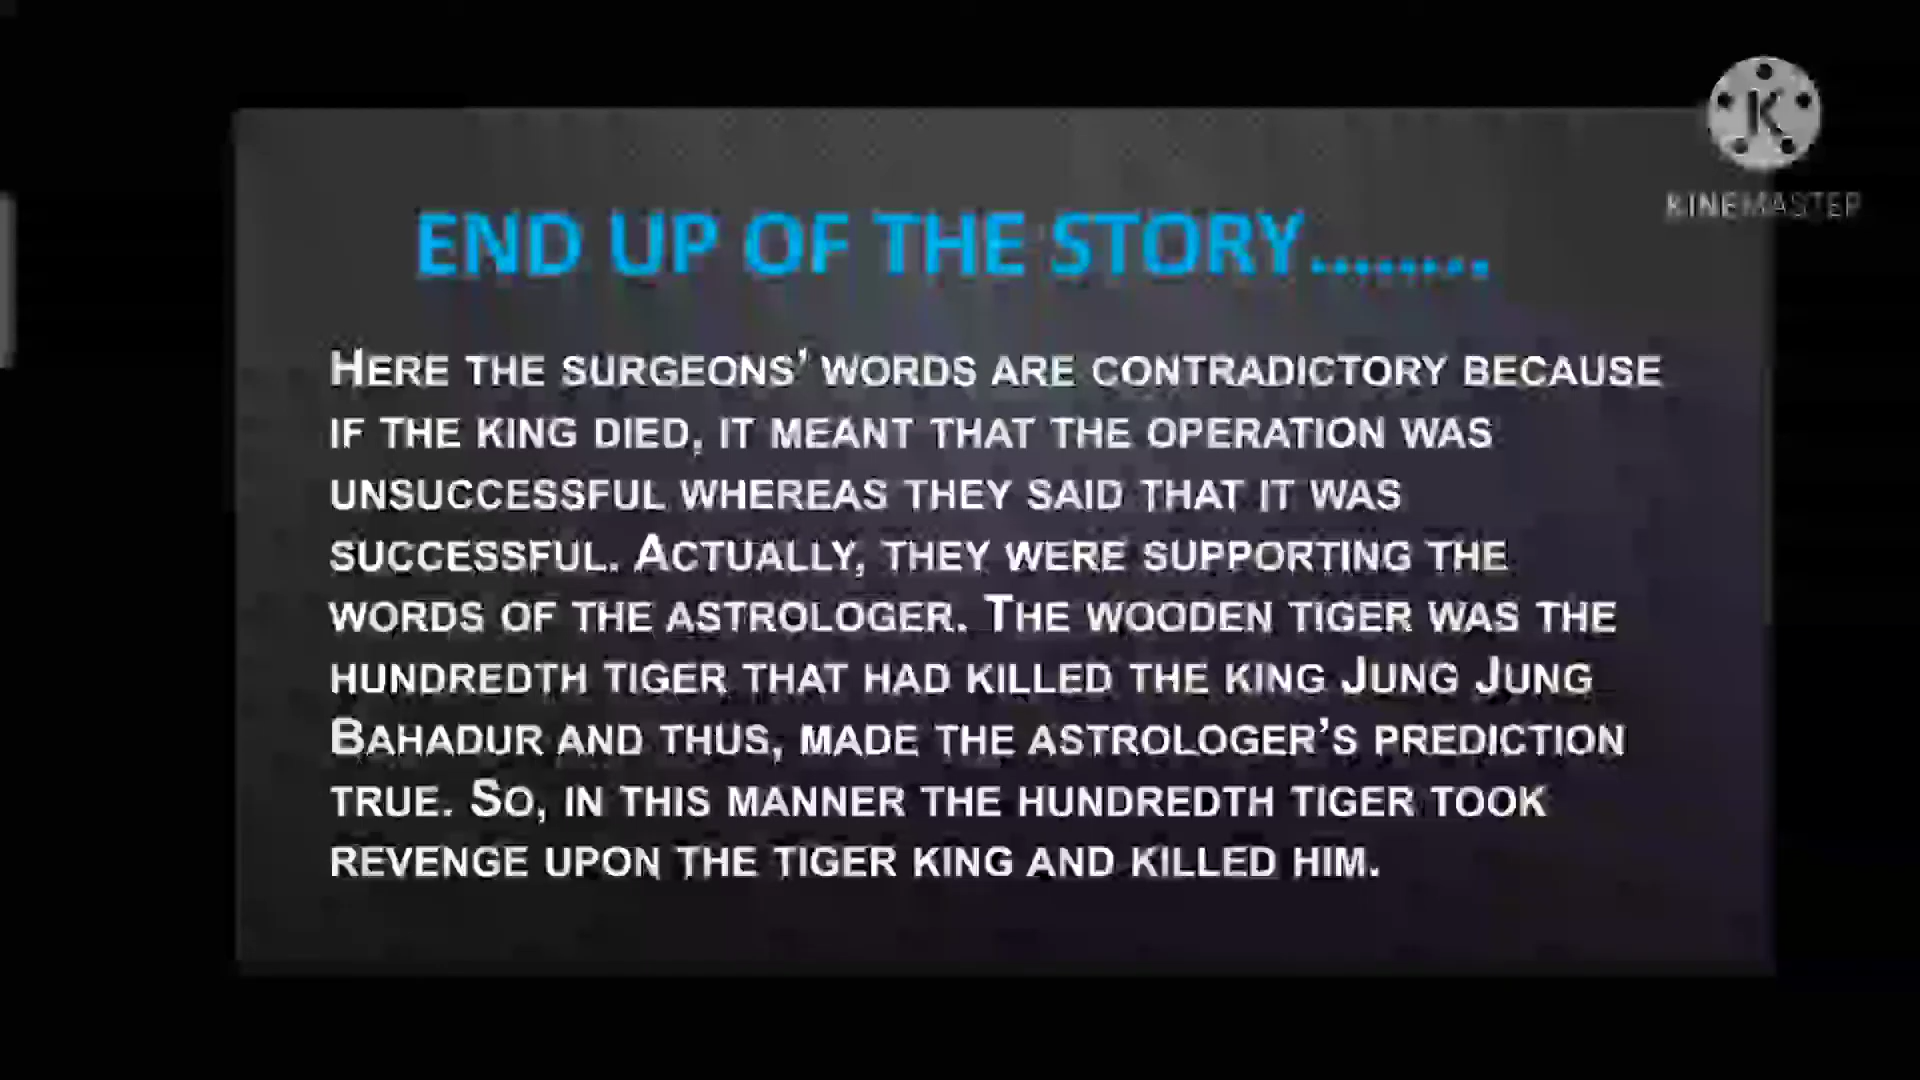 K
KINEMASTER
END UP OF THE STORY........
HERE THE SURGEONS' WORDS ARE CONTRADICTORY BECAUSE
IF THE KING DIED, IT MEANT THAT THE OPERATION WAS
UNSUCCESSFUL WHEREAS THEY SAID THAT IT WAS
SUCCESSFUL. ACTUALLY, THEY WERE SUPPORTING THE
WORDS OF THE ASTROLOGER. THE WOODEN TIGER WAS THE
HUNDREDTH TIGER THAT HAD KILLED THE KING JUNG JUNG
BAHADUR AND THUS, MADE THE ASTROLOGER'S PREDICTION
TRUE. SO, IN THIS MANNER THE HUNDREDTH TIGER TOOK
REVENGE UPON THE TIGER KING AND KILLED HIM.